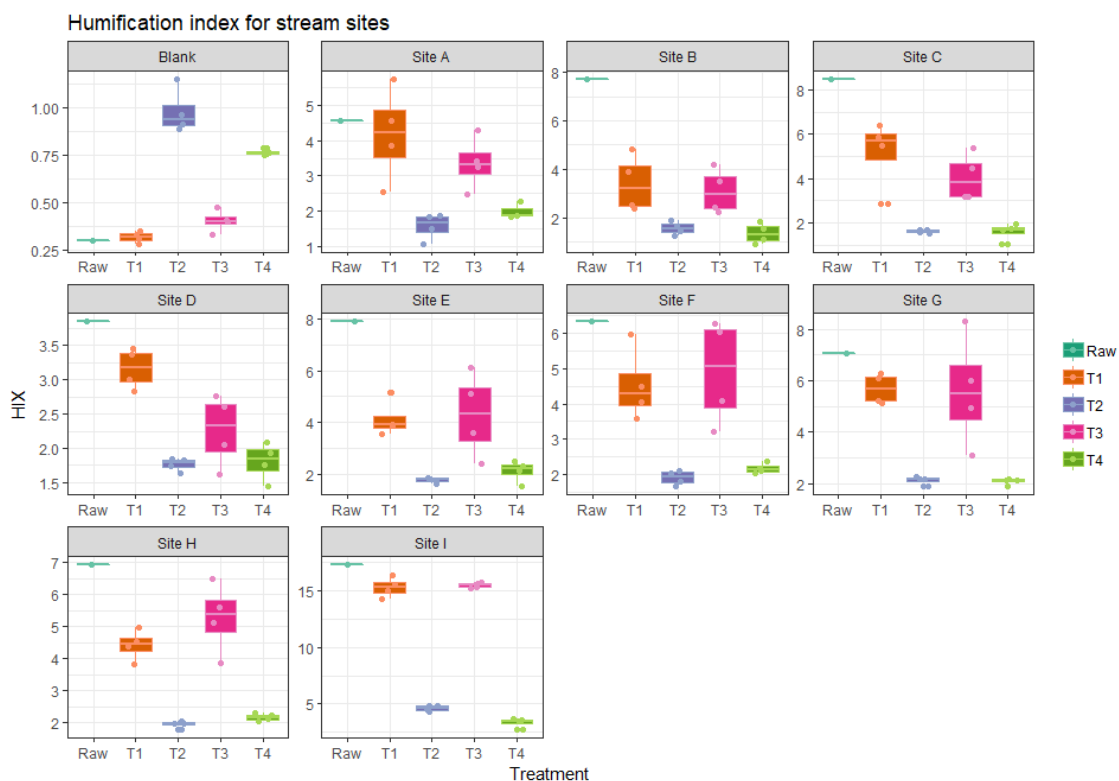 Humification index for stream sites
Blank
Site A
Site B
Site C
1.00
0.75
0.50
0.25
5
4
3
2
1
8
6
4
2
8
6
4
2
Raw T1 T2 T3 T4
Raw T1 T2 T3 T4
Raw T1 T2 T3 T4
Raw T1 T2 T3 T4
Site D
Site E
Site F
Site G
HIX
3.5
3.0
2.5
2.0
1.5
8
6
4
2
6
5
4
3
2
8
6
4
2
Raw T1 T2 T3 T4
Raw T1 T2 T3 T4
Raw T1 T2 T3 T4
Raw T1 T2 T3 T4
Raw
T1
T2
T3
T4
Site H
Site I
7
6
5
4
3
2
15
10
5
Raw T1 T2 T3 T4
Raw T1 T2 T3 T4
Treatment